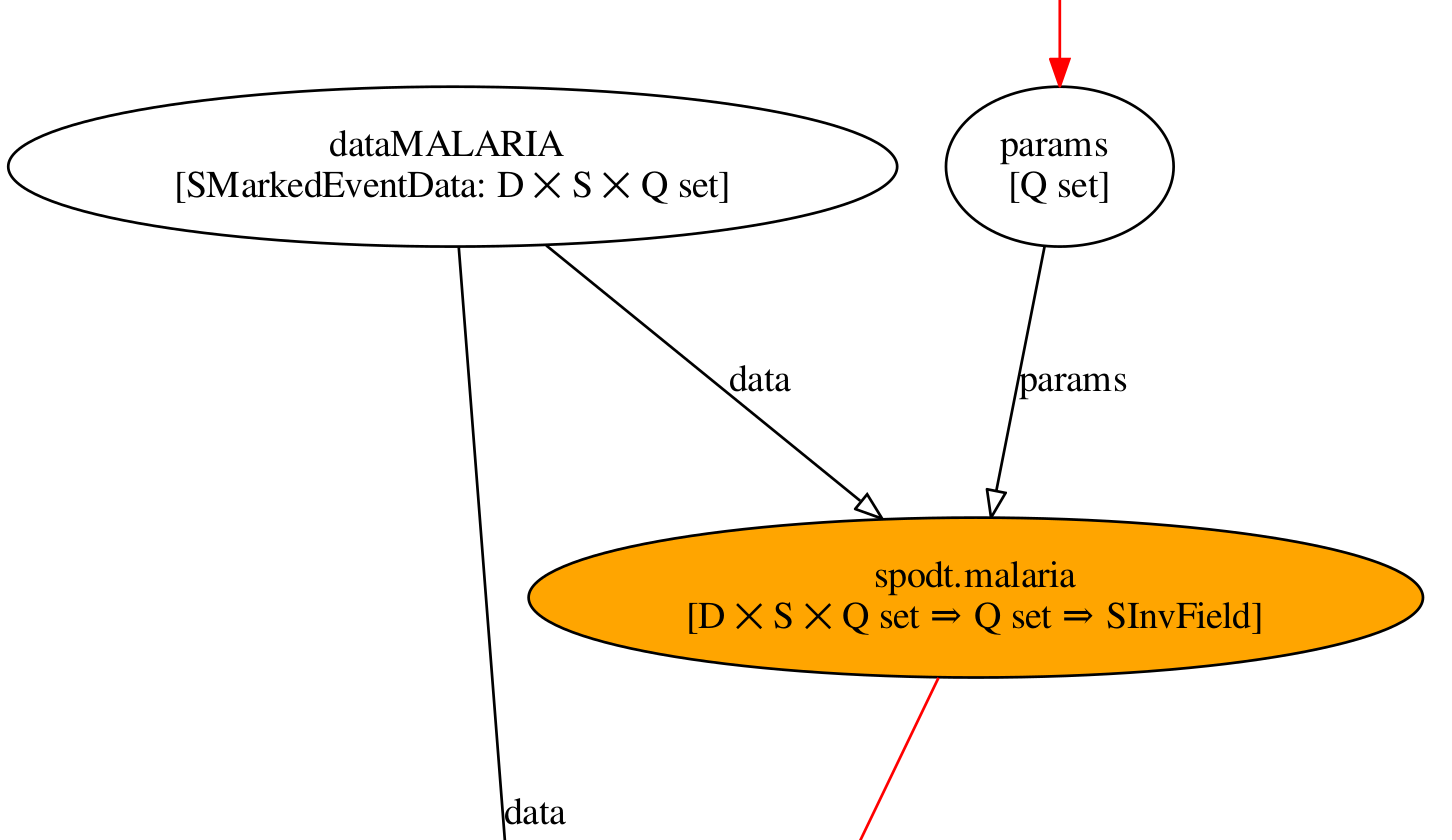 dataMALARIA
[SMarkedEventData: D ⨉ S ⨉ Q set]
params
[Q set]
data
params
spodt.malaria
[D ⨉ S ⨉ Q set ⇒ Q set ⇒ SInvField]
data